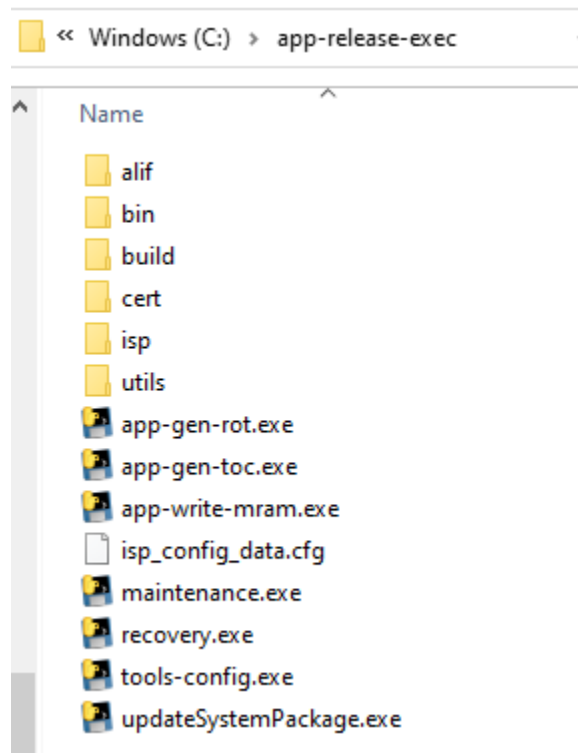 « Windows (C:) › app-release-exec
Name
alif
bin
build
cert
isp
utils
app-gen-rot.exe
app-gen-toc.exe
app-write-mram.exe
isp_config_data.cfg
maintenance.exe
recovery.exe
tools-config.exe
updateSystemPackage.exe